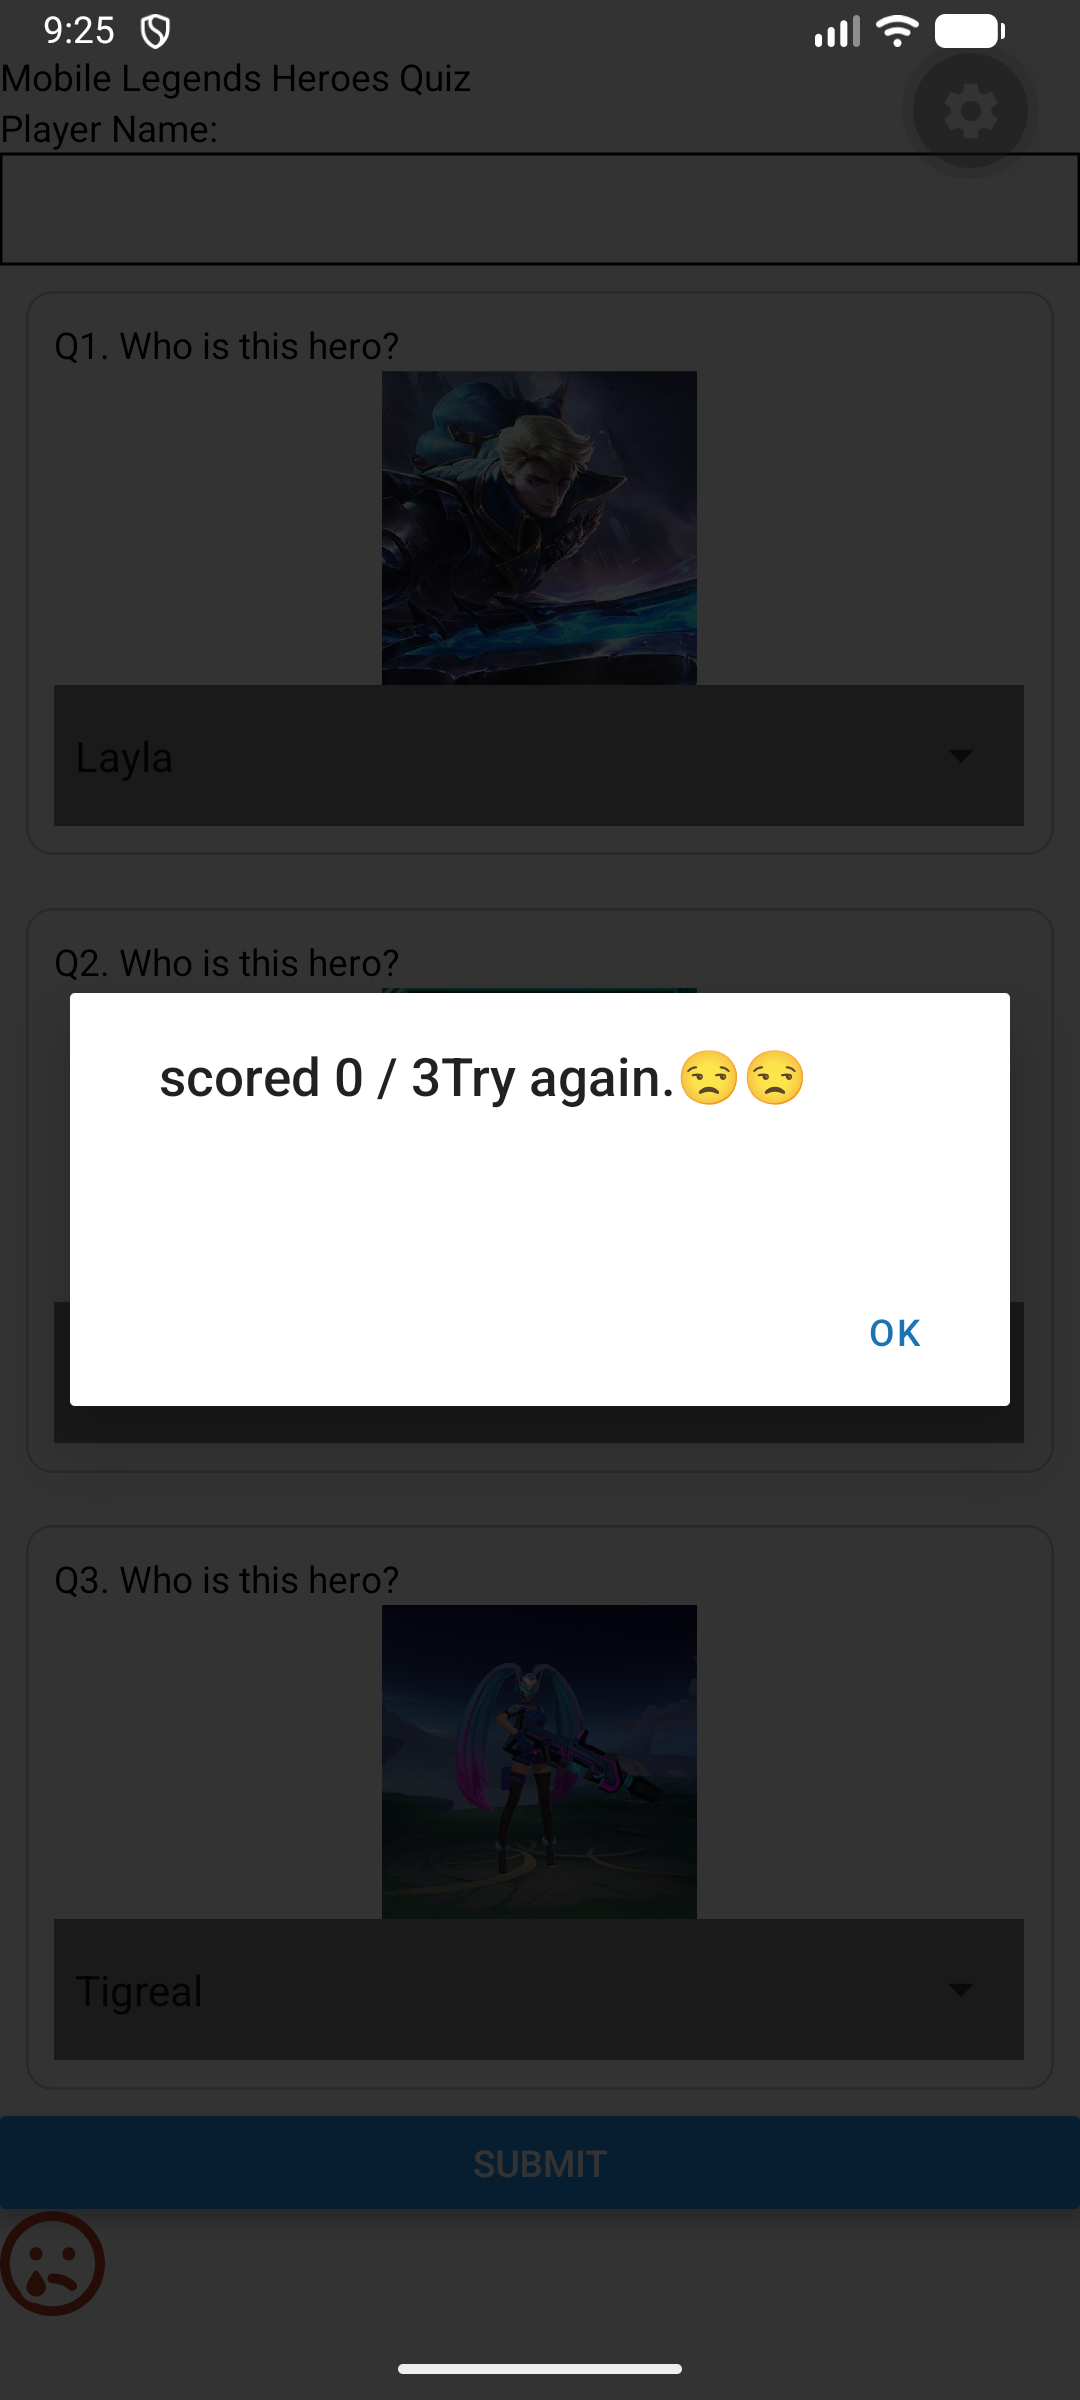 9:25
Mobile Legends Heroes Quiz
Player Name:
Q1. Who is this hero?
Layla
Q2. Who is this hero?
scored 0 / 3Try again.😒😒
OK
Q3. Who is this hero?
Tigreal
SUBMIT